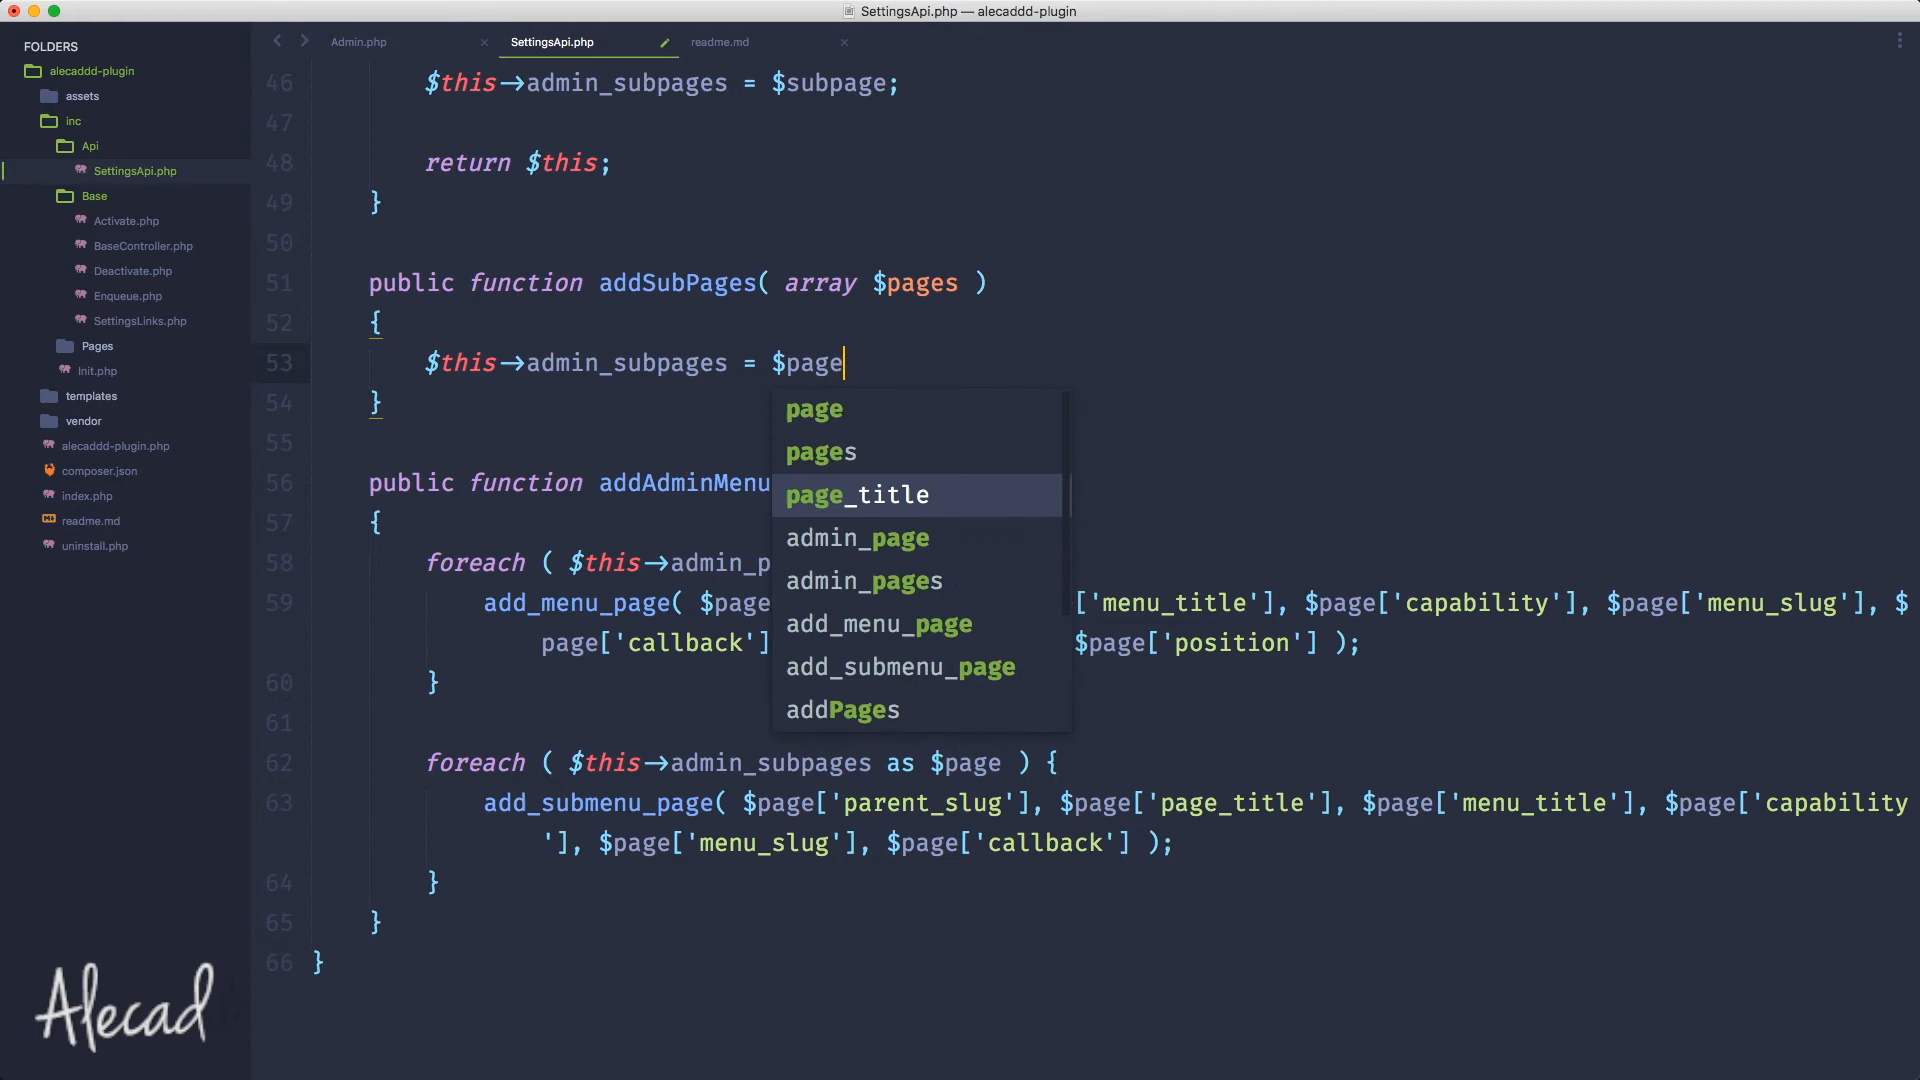 SettingsApi.php — alecaddd-plugin
FOLDERS
alecaddd-plugin
assets
inc
Api
SettingsApi.php
Base
Activate.php
BaseController.php
Deactivate.php
Enqueue.php
SettingsLinks.php
Pages
Init.php
templates
vendor
alecaddd-plugin.php
composer.json
index.php
readme.md
uninstall.php
Alecad
Admin.php
SettingsApi.php
readme.md
46 $this->admin_subpages = $subpage;
47
48 return $this;
49 }
50
51 public function addSubPages( array $pages )
52 {
53 $this->admin_subpages = $page
54 }
55
56 public function addAdminMenu
57 {
58 foreach ( $this->admin_p
59 add_menu_page( $page ['menu_title'], $page['capability'], $page['menu_slug'], $
page['callback'] $page['position'] );
60 }
61
62 foreach ( $this->admin_subpages as $page ) {
63 add_submenu_page( $page['parent_slug'], $page['page_title'], $page['menu_title'], $page['capability
'], $page['menu_slug'], $page['callback'] );
64 }
65 }
66 }
page
pages
page_title
admin_page
admin_pages
add_menu_page
add_submenu_page
addPages